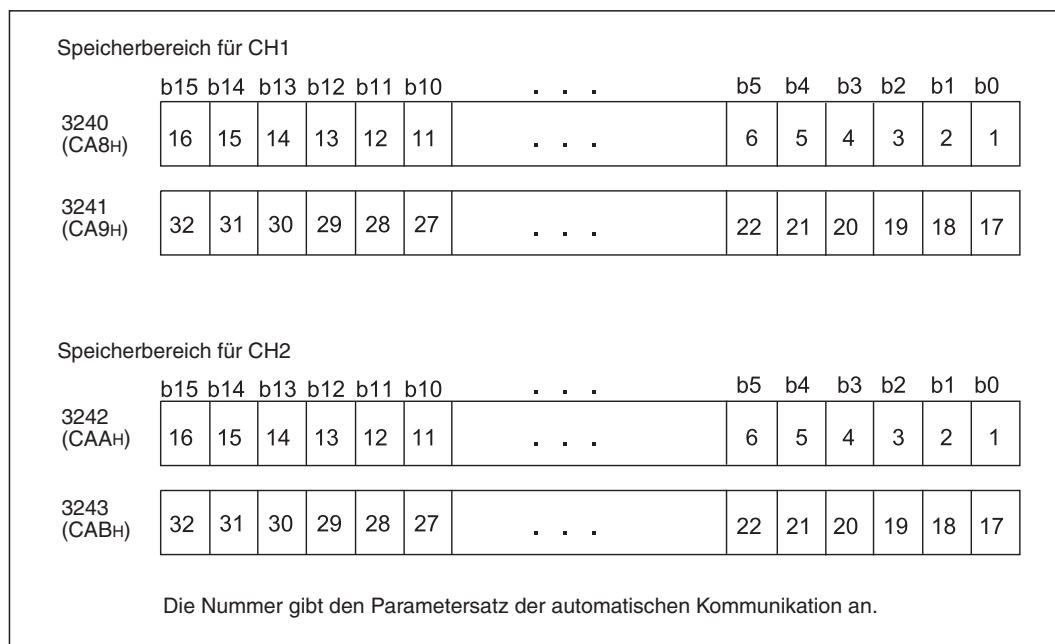 Speicherbereich für CH1
b15 b14 b13 b12 b11 b10 . . . b5 b4 b3 b2 b1 b0
3240
(CA8H) 16 15 14 13 12 11 . . . 6 5 4 3 2 1
3241
(CA9H) 32 31 30 29 28 27 . . . 22 21 20 19 18 17
Speicherbereich für CH2
b15 b14 b13 b12 b11 b10 . . . b5 b4 b3 b2 b1 b0
3242
(CAAH) 16 15 14 13 12 11 . . . 6 5 4 3 2 1
3243
(CABH) 32 31 30 29 28 27 . . . 22 21 20 19 18 17
Die Nummer gibt den Parametersatz der automatischen Kommunikation an.